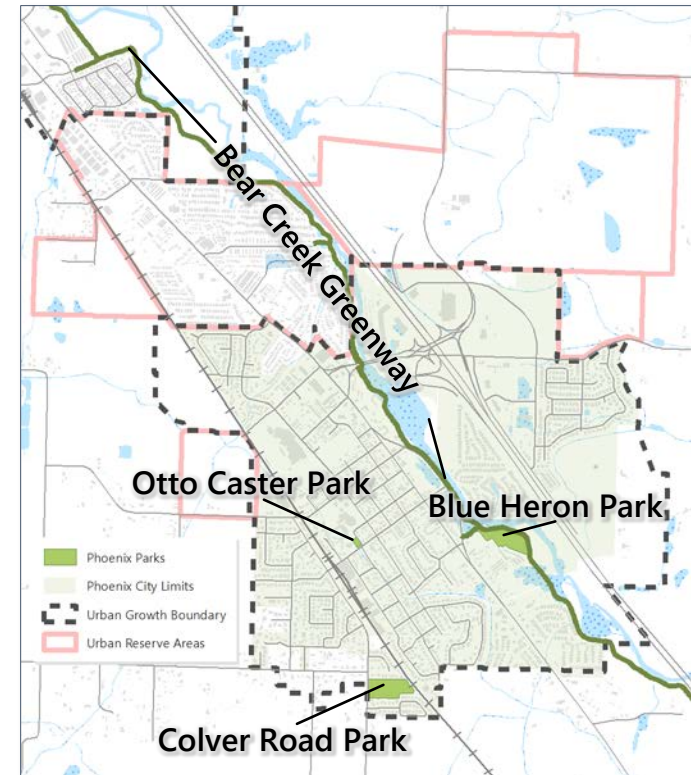 Bear Creek Greenway
Otto Caster Park
Blue Heron Park
Phoenix Parks
Phoenix City Limits
Urban Growth Boundary
Urban Reserve Areas
Colver Road Park